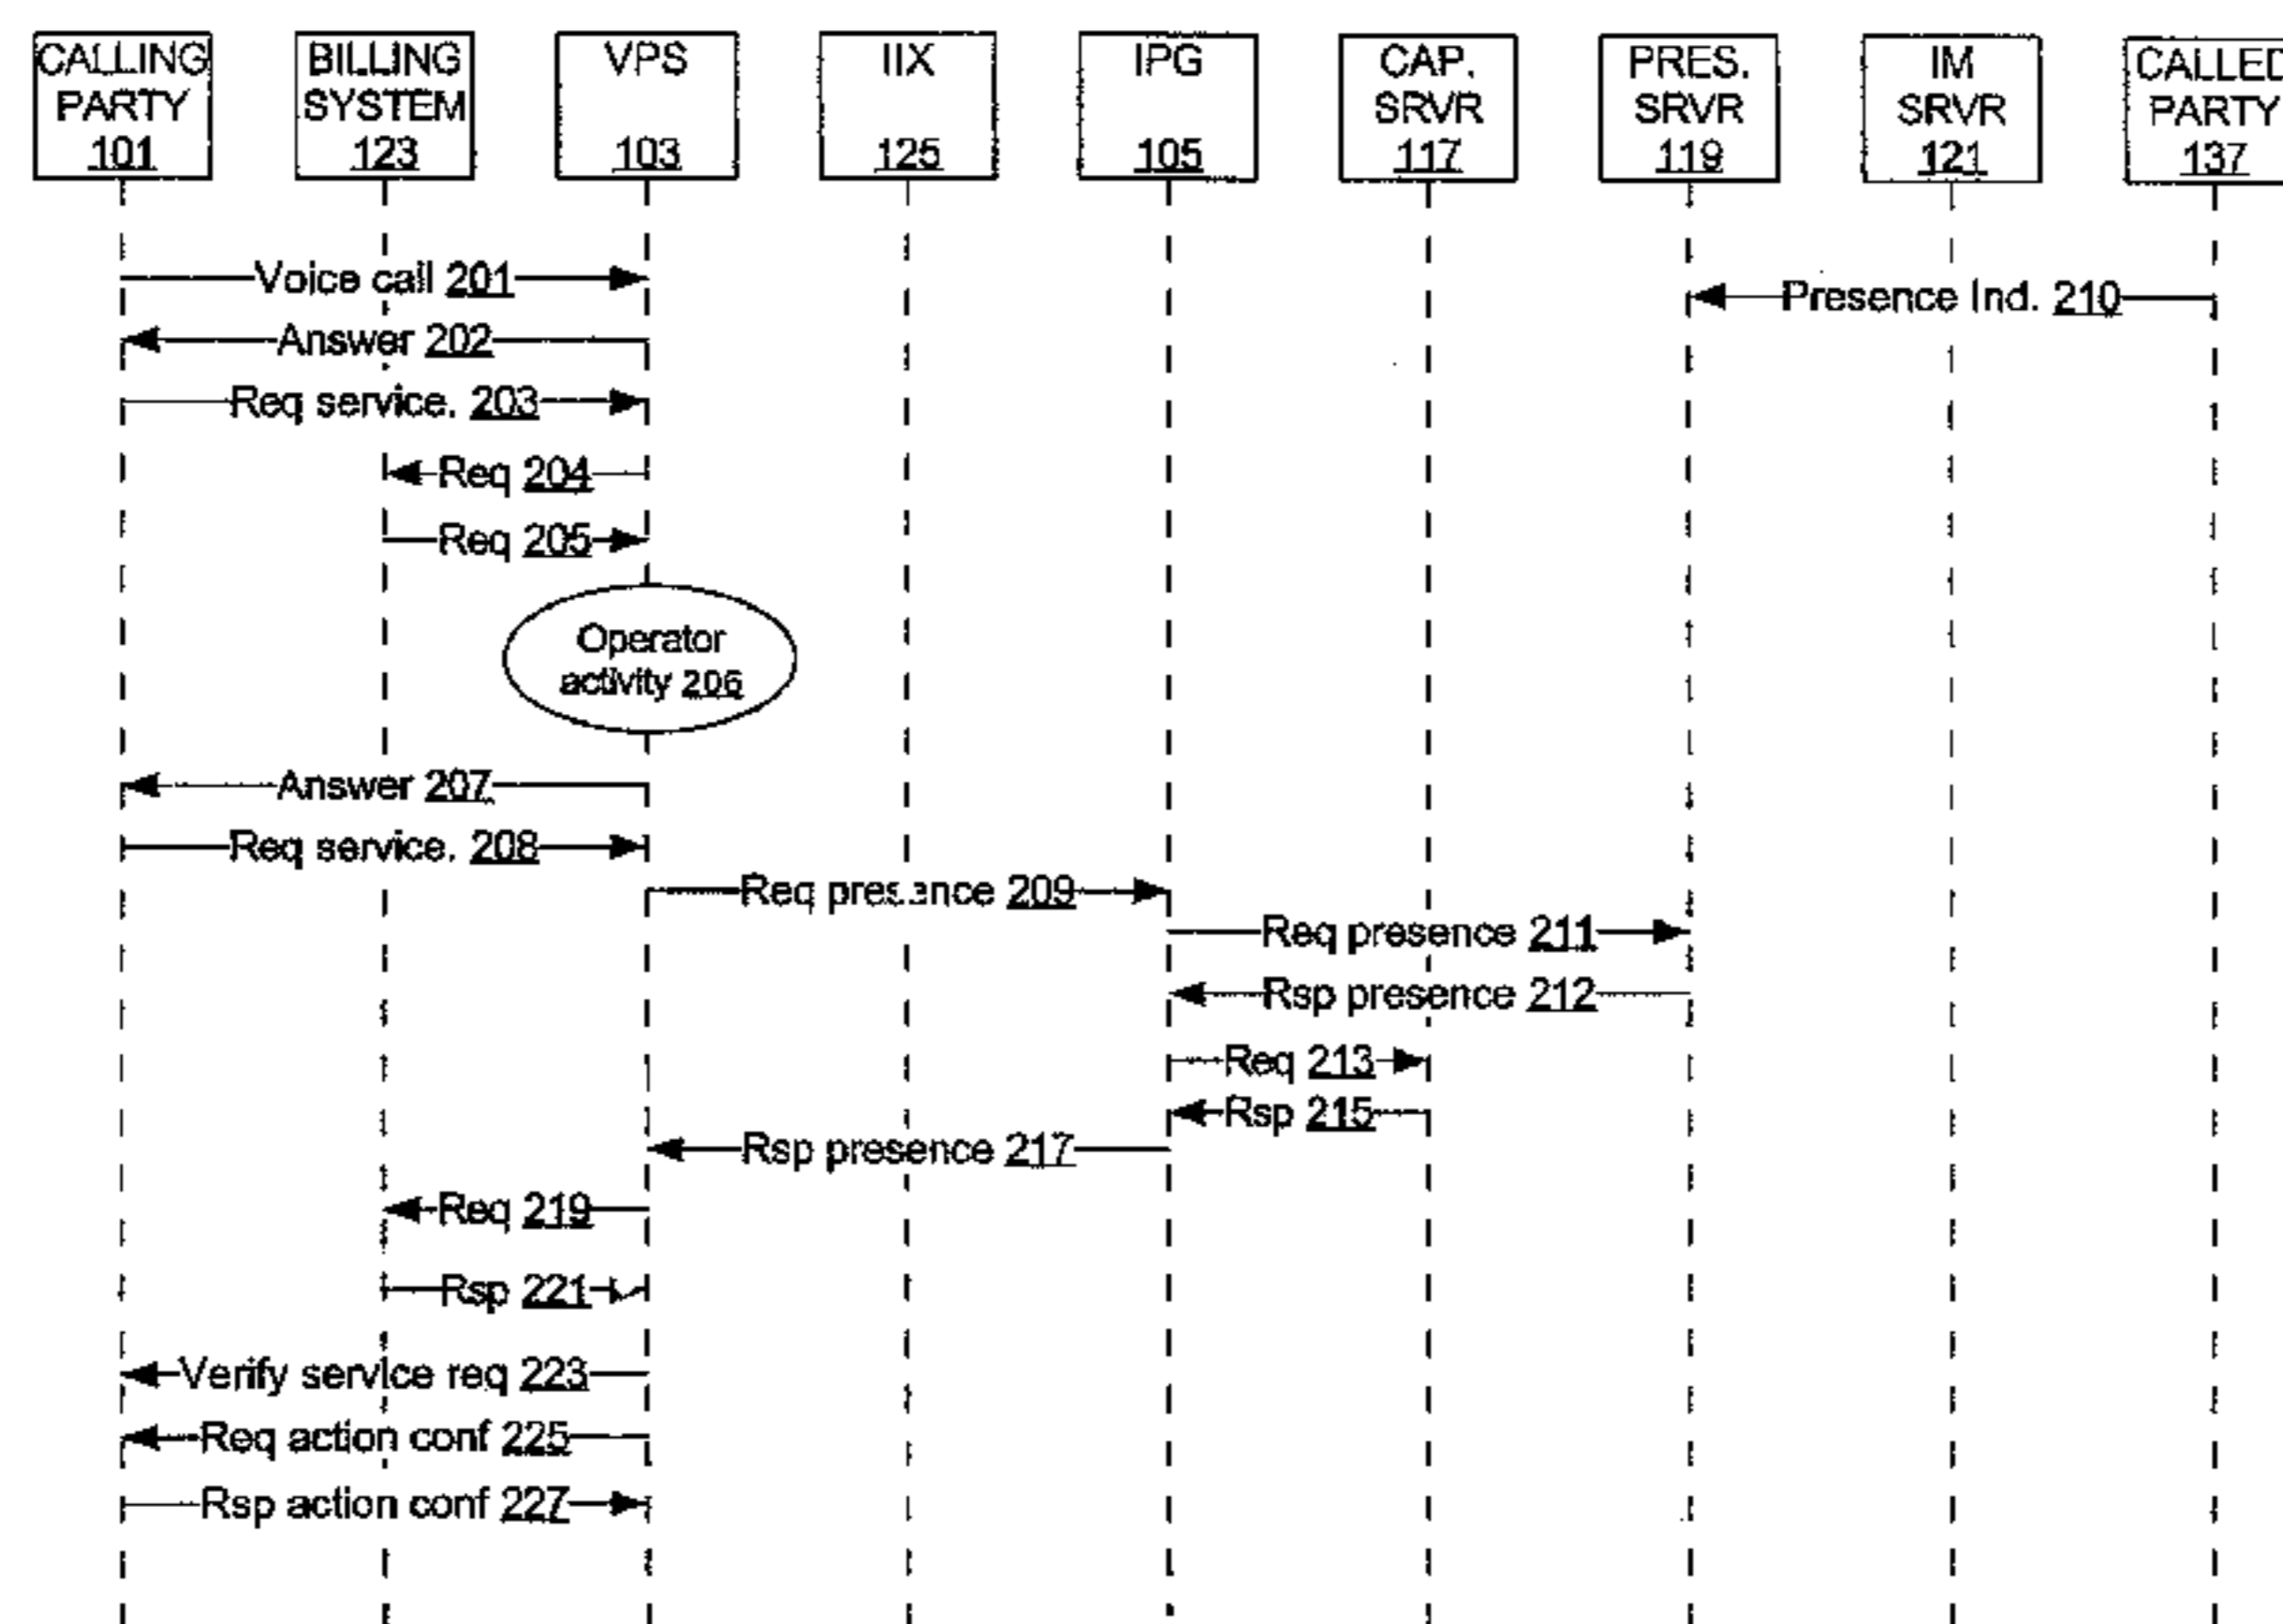 CALLING
PARTY
101
BILLING
SYSTEM
123
VPS
103
IIX
125
IPG
105
CAP.
SRVR
117
PRES.
SRVR
119
IM
SRVR
121
CALLED
PARTY
137
Voice call 201
Presence Ind. 210
Answer 202
Req service. 203
Req 204
Req 205
Operator
activity 206
Answer 207
Req service. 208
Req presence 209
Req presence 211
Rsp presence 212
Req 213
Rsp 215
Rsp presence 217
Req 219
Rsp 221
Verify service req 223
Req action conf 225
Rsp action conf 227